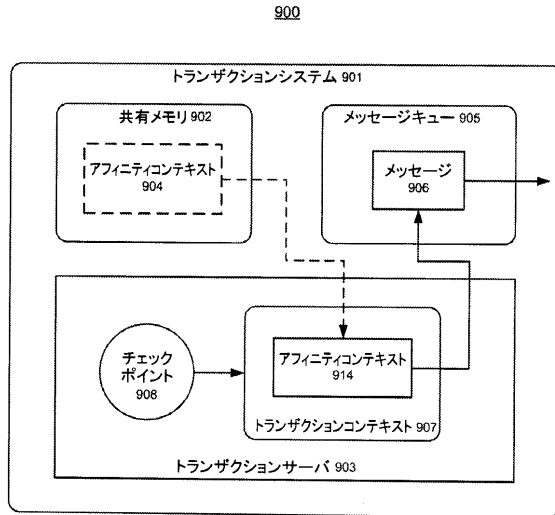 900
トランザクションシステム 901
共有メモリ 902
アフィニティコンテキスト
904
メッセージキュー 905
メッセージ
906
チェック
ポイント
908
アフィニティコンテキスト
914
トランザクションコンテキスト 907
トランザクションサーバ 903